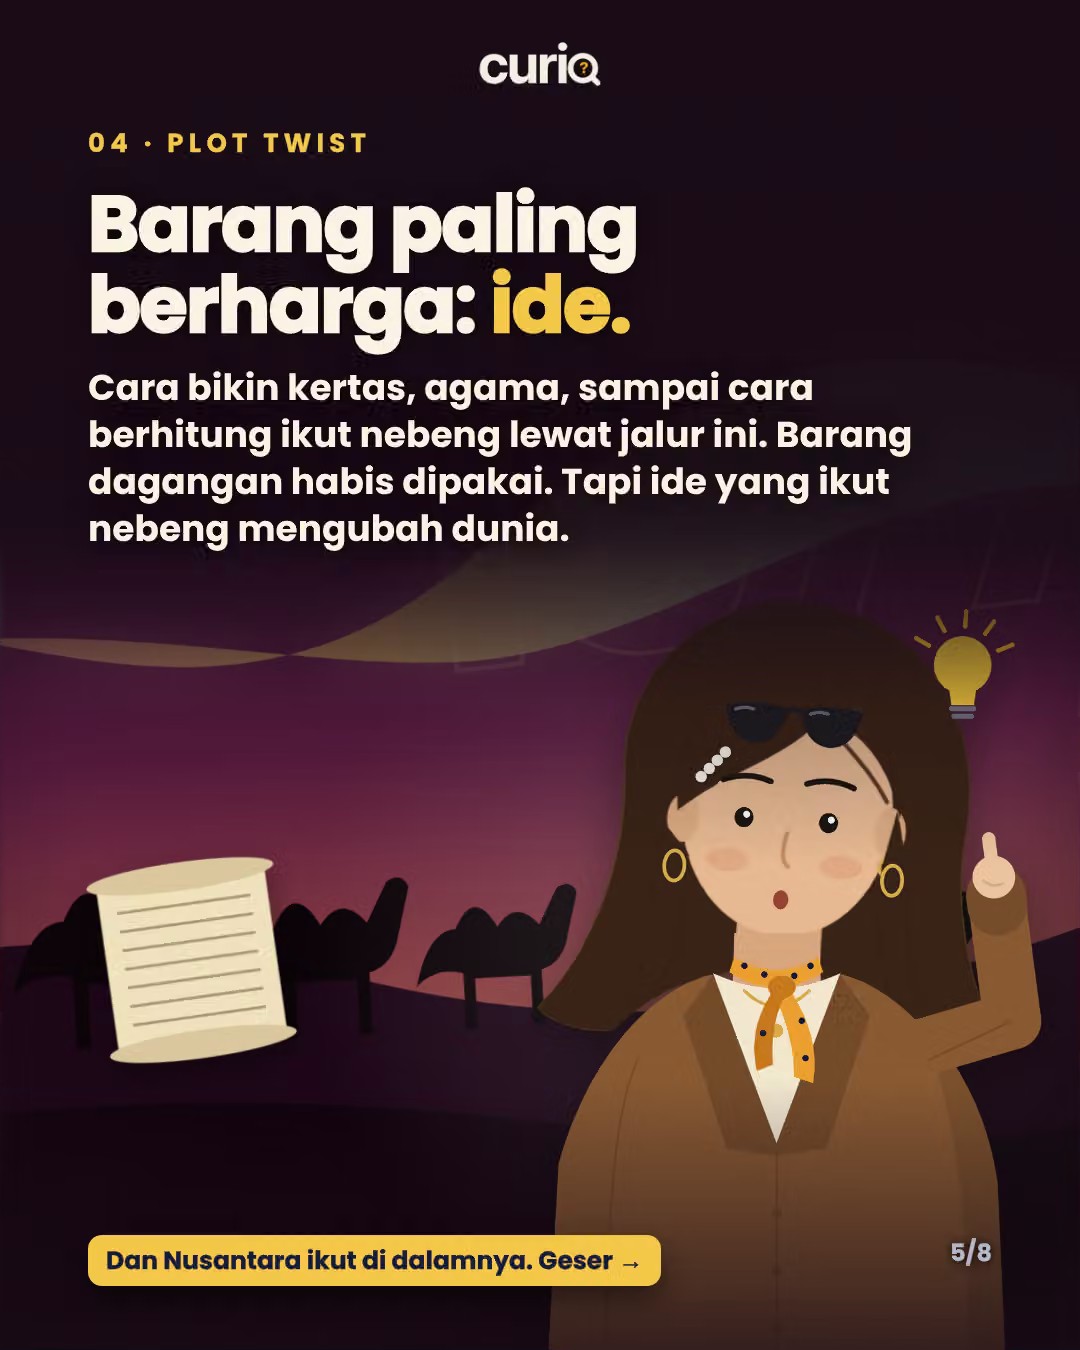 curio
04 · PLOT TWIST
Barang paling
berharga: ide.
Cara bikin kertas, agama, sampai cara
berhitung ikut nebeng lewat jalur ini. Barang
dagangan habis dipakai. Tapi ide yang ikut
nebeng mengubah dunia.
Dan Nusantara ikut di dalamnya. Geser →
5/8